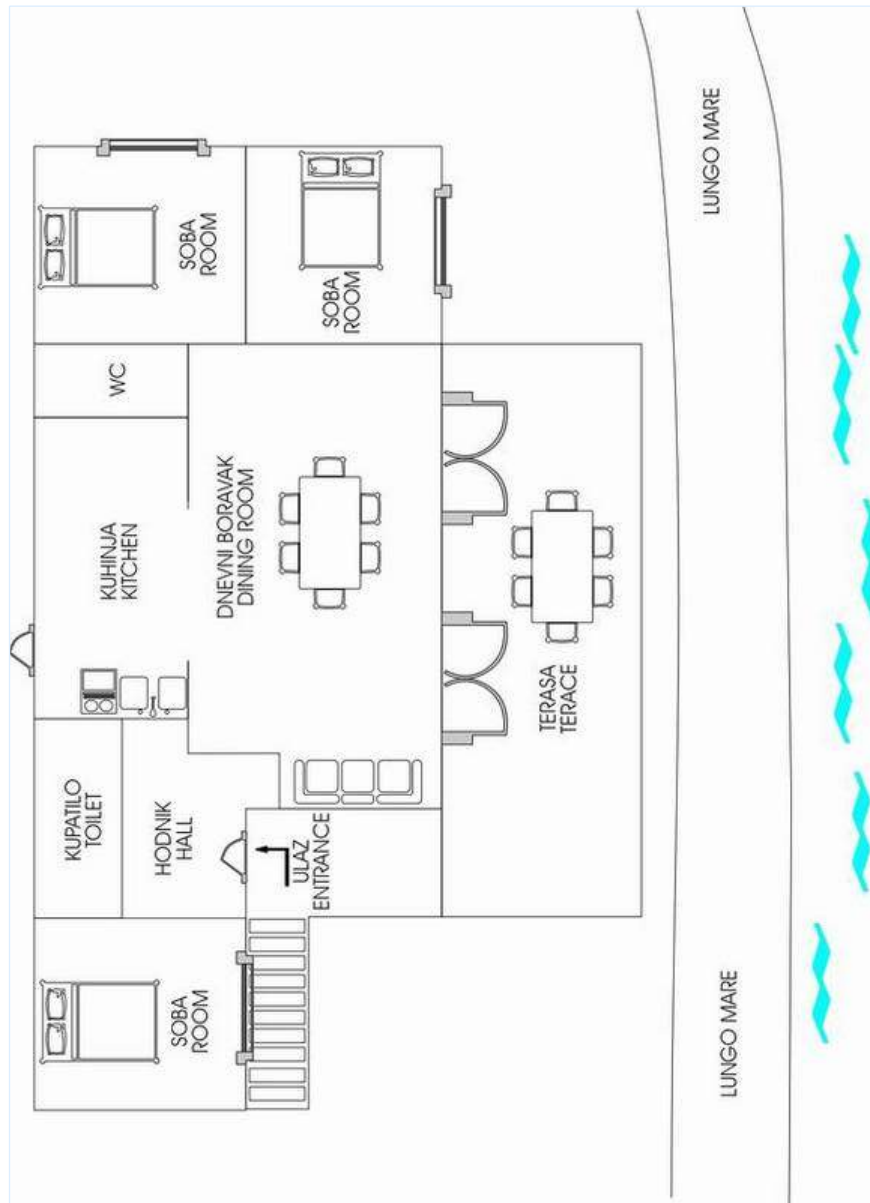 LUNGO MARE
SOBA
ROOM
SOBA
ROOM
WC
KUHINJA
KITCHEN
DNEVNI BORAVAK
DINING ROOM
TERASA
TERACE
KUPATILO
TOILET
HODNIK
HALL
ULAZ
ENTRANCE
SOBA
ROOM
LUNGO MARE